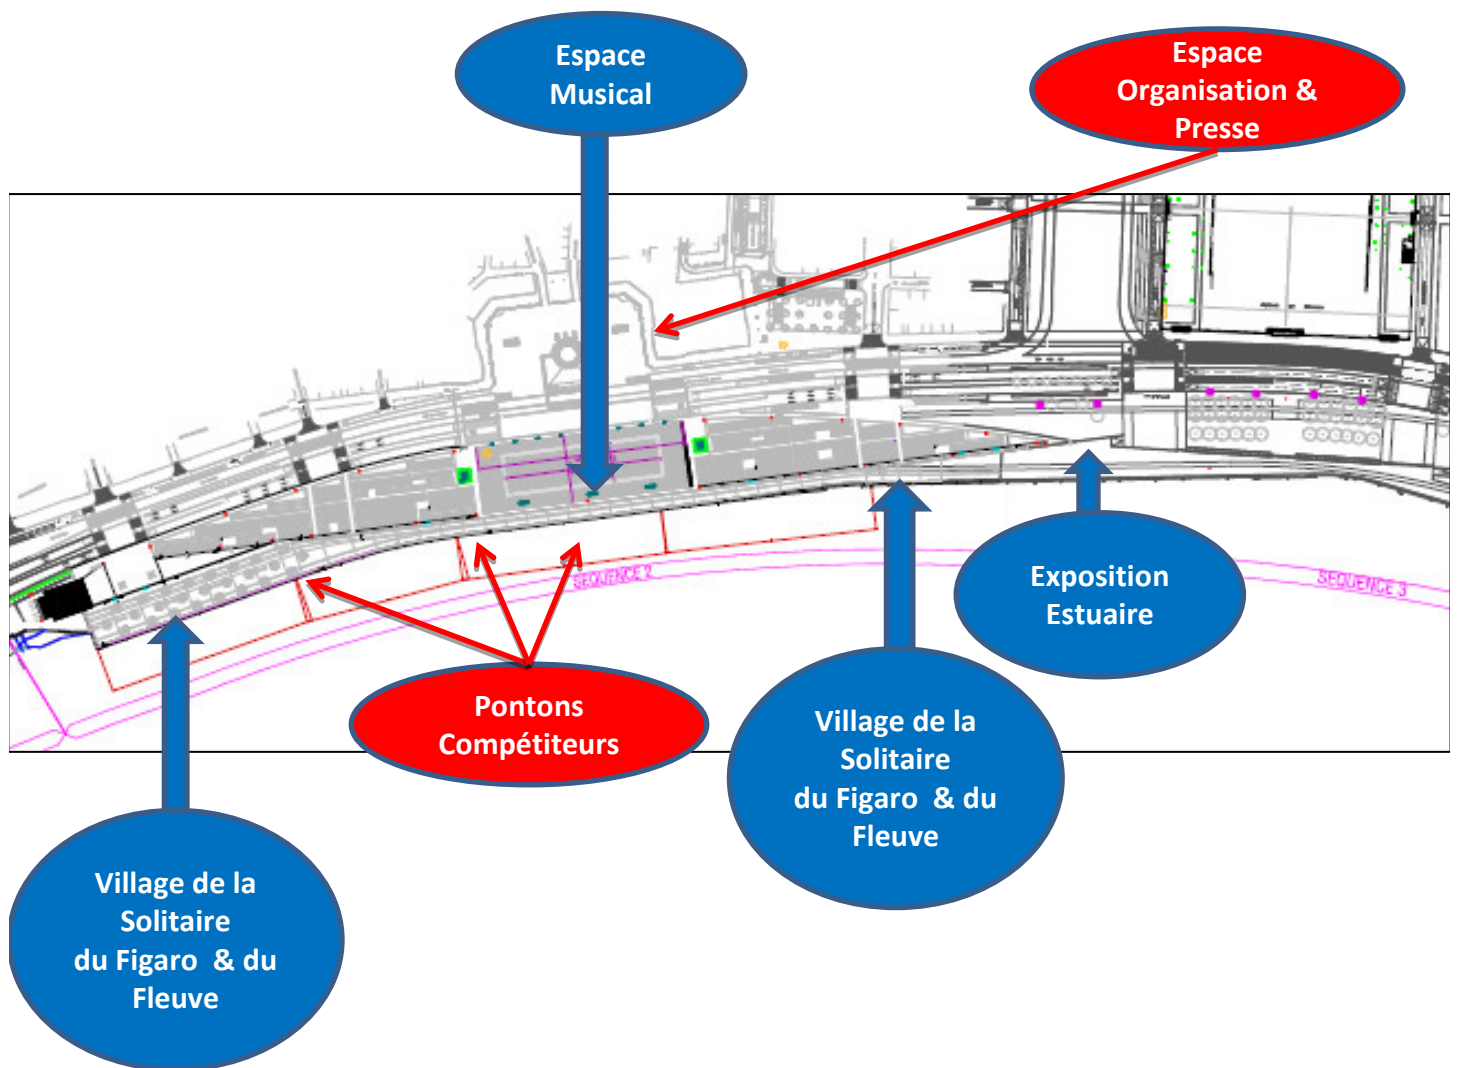 Espace
Musical
Espace
Organisation &
Presse
SEQUENCE 2
SEQUENCE 3
Exposition
Estuaire
Pontons
Compétiteurs
Village de la
Solitaire
du Figaro & du
Fleuve
Village de la
Solitaire
du Figaro & du
Fleuve